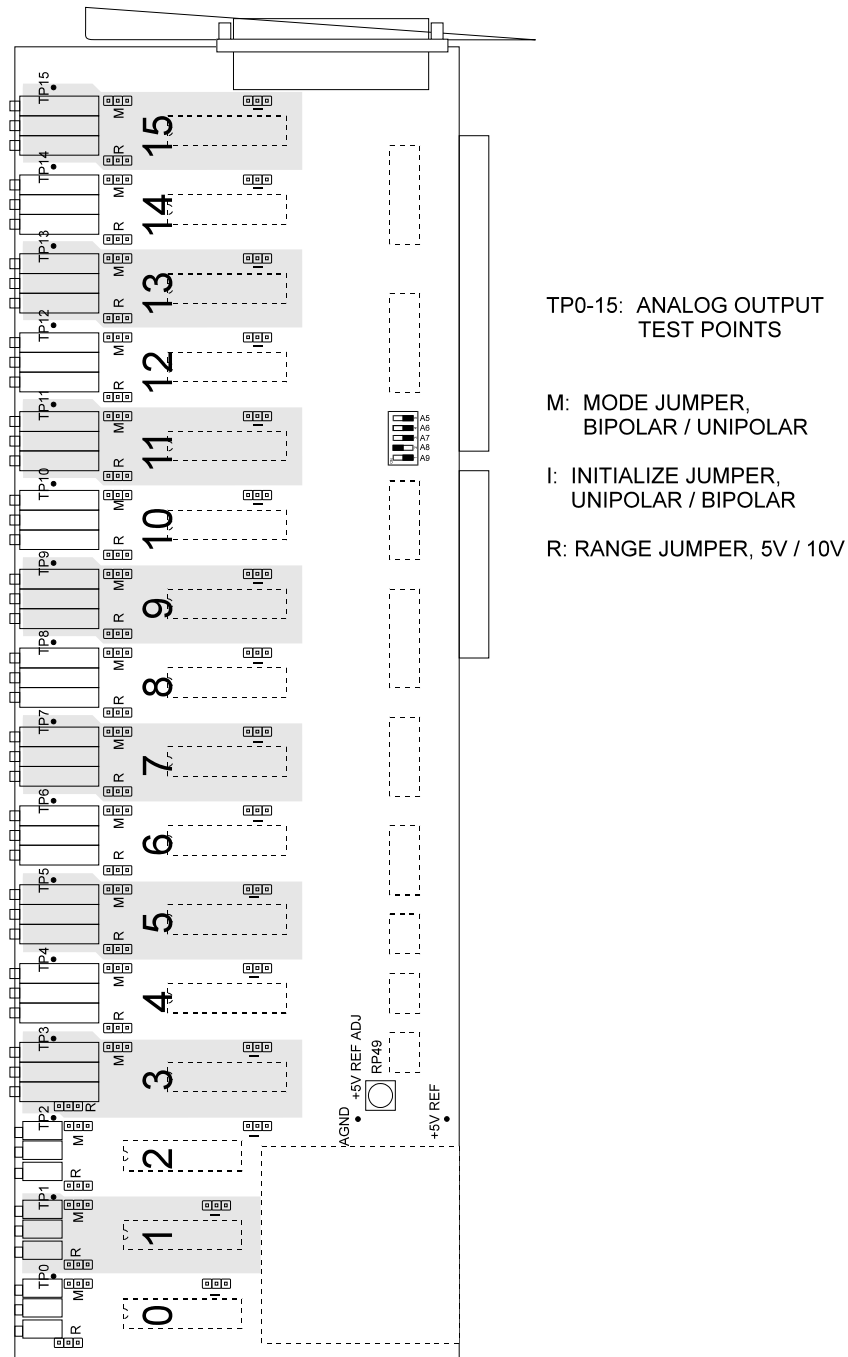 TP15
M
I
15
R
TP14
M
I
14
R
TP13
M
I
13
R
TP12
M
I
12
R
TP11
M
I
11
R
A5
A6
A7
A8
A9
TP10
M
I
10
R
TP9
M
I
9
R
TP8
M
I
8
R
TP7
M
I
7
R
TP6
M
I
6
R
TP5
M
I
5
R
TP4
M
I
4
R
TP3
M
I
3
R
+5V REF ADJ
RP49
AGND
+5V REF
TP2
M
I
2
R
TP1
M
I
1
R
TP0
M
I
0
R
TP0-15: ANALOG OUTPUT
TEST POINTS
M: MODE JUMPER,
BIPOLAR / UNIPOLAR
I: INITIALIZE JUMPER,
UNIPOLAR / BIPOLAR
R: RANGE JUMPER, 5V / 10V